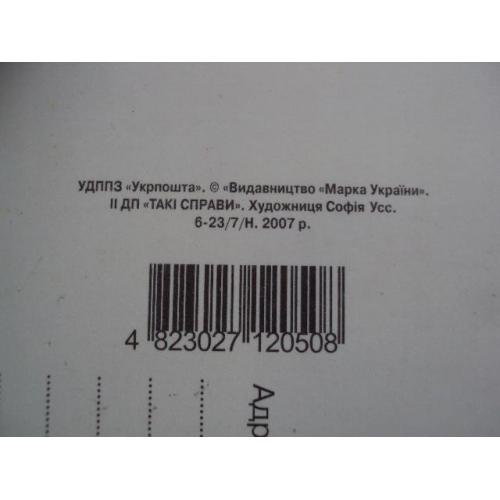 УДППЗ «Укрпошта». © «Видавництво «Марка України».
ІІ ДП «ТАКІ СПРАВИ». Художниця Софія Усс.
6-23/7/Н. 2007 р.
4 823027 120508
Адр